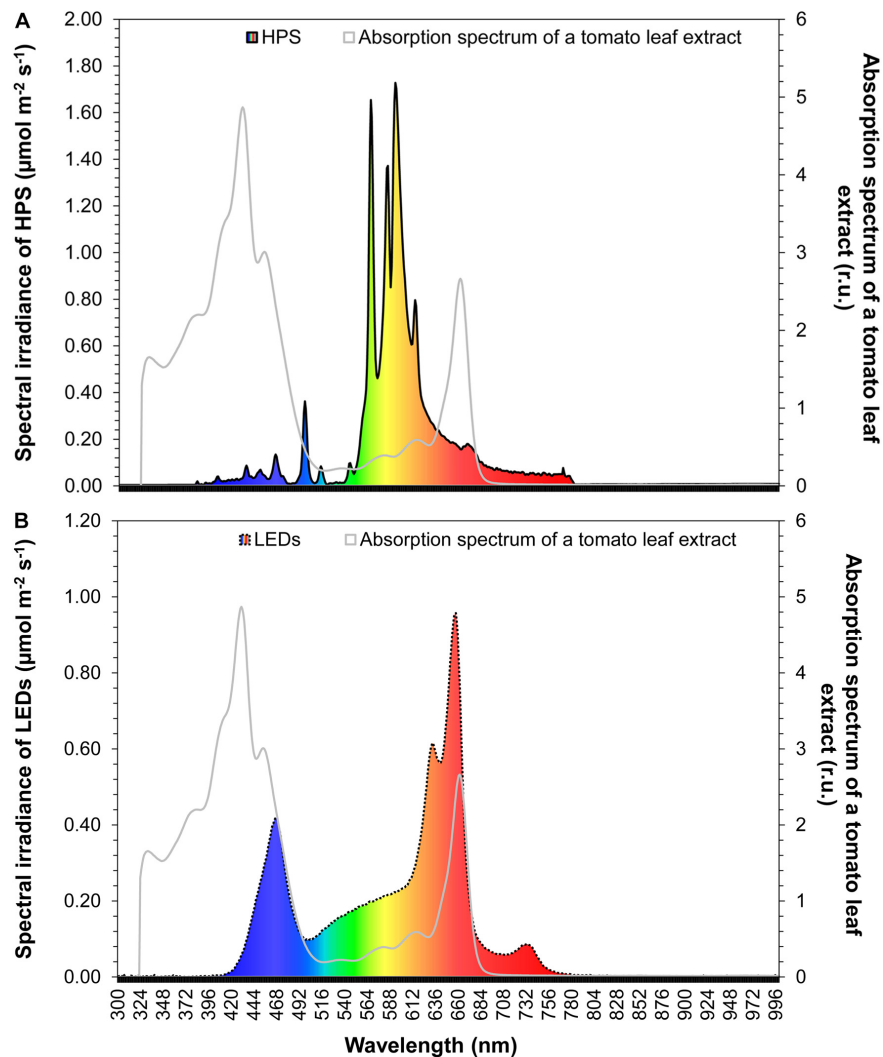 A
HPS
Absorption spectrum of a tomato leaf extract
Spectral irradiance of HPS (µmol m⁻² s⁻¹)
2.00
1.80
1.60
1.40
1.20
1.00
0.80
0.60
0.40
0.20
0.00
6
5
4
3
2
1
0
Absorption spectrum of a tomato leaf
extract (r.u.)
B
LEDs
Absorption spectrum of a tomato leaf extract
Spectral irradiance of LEDs (µmol m⁻² s⁻¹)
1.20
1.00
0.80
0.60
0.40
0.20
0.00
6
5
4
3
2
1
0
Absorption spectrum of a tomato leaf
extract (r.u.)
300 324 348 372 396 420 444 468 492 516 540 564 588 612 636 660 684 708 732 756 780 804 828 852 876 900 924 948 972 996
Wavelength (nm)